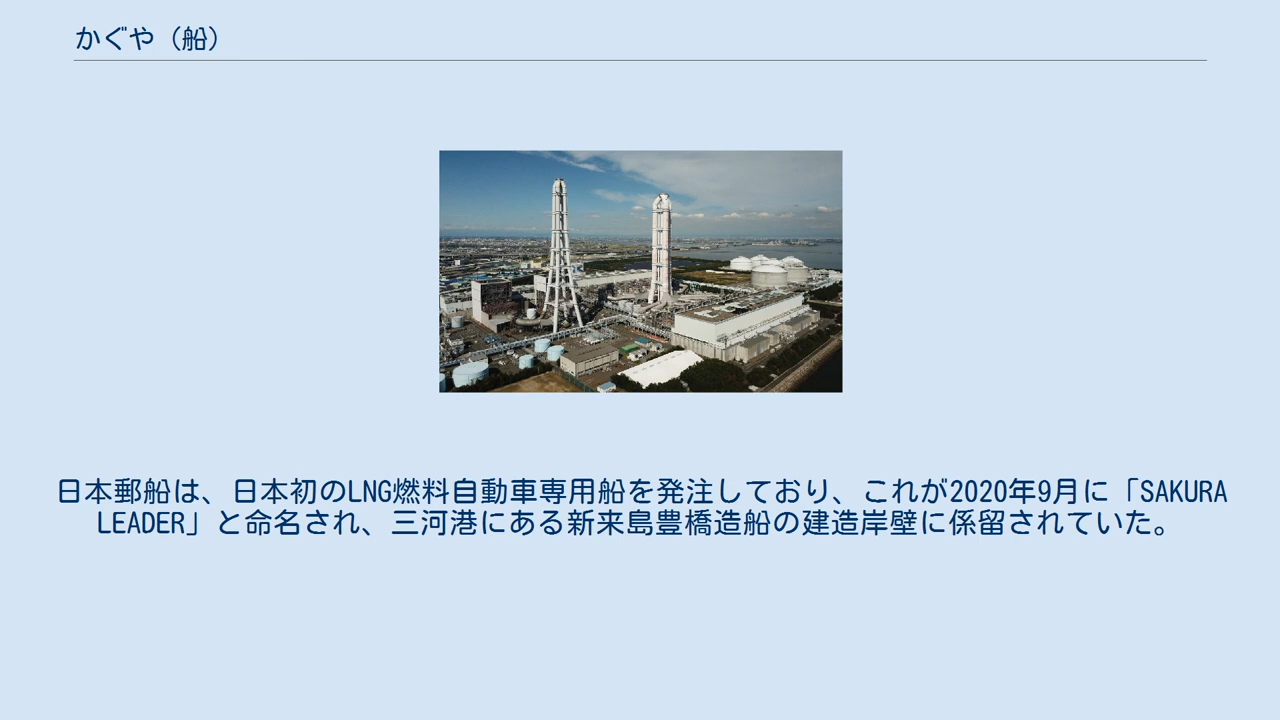 かぐや（船）
日本郵船は、日本初のLNG燃料自動車専用船を発注しており、これが2020年9月に「SAKURA
LEADER」と命名され、三河港にある新来島豊橋造船の建造岸壁に係留されていた。